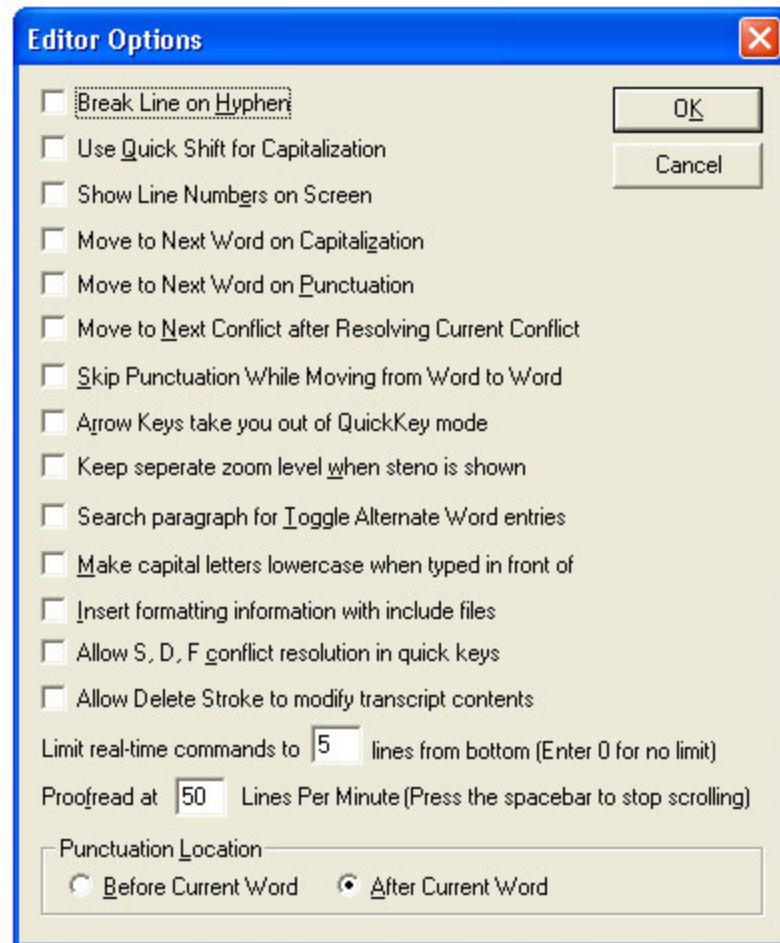 Editor Options
Break Line on Hyphen
OK
Use Quick Shift for Capitalization
Cancel
Show Line Numbers on Screen
Move to Next Word on Capitalization
Move to Next Word on Punctuation
Move to Next Conflict after Resolving Current Conflict
Skip Punctuation While Moving from Word to Word
Arrow Keys take you out of QuickKey mode
Keep seperate zoom level when steno is shown
Search paragraph for Toggle Alternate Word entries
Make capital letters lowercase when typed in front of
Insert formatting information with include files
Allow S, D, F conflict resolution in quick keys
Allow Delete Stroke to modify transcript contents
Limit real-time commands to 5 lines from bottom (Enter 0 for no limit)
Proofread at 50 Lines Per Minute (Press the spacebar to stop scrolling)
Punctuation Location
Before Current Word After Current Word